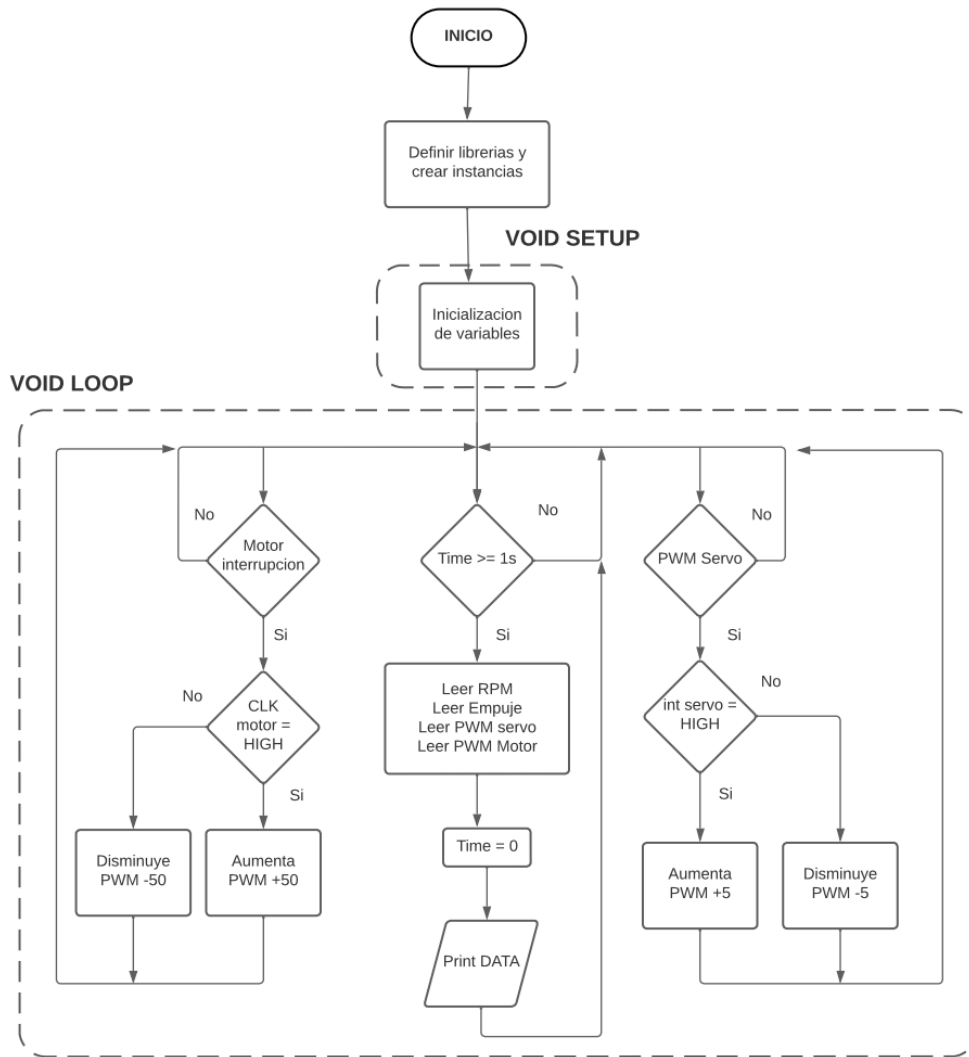 INICIO
Definir librerias y
crear instancias
VOID SETUP
Inicializacion
de variables
VOID LOOP
No
Motor
interrupcion
Si
No
CLK
motor =
HIGH
Si
Disminuye
PWM -50
Aumenta
PWM +50
No
Time >= 1s
Si
Leer RPM
Leer Empuje
Leer PWM servo
Leer PWM Motor
Time = 0
Print DATA
No
PWM Servo
Si
No
int servo =
HIGH
Si
Aumenta
PWM +5
Disminuye
PWM -5